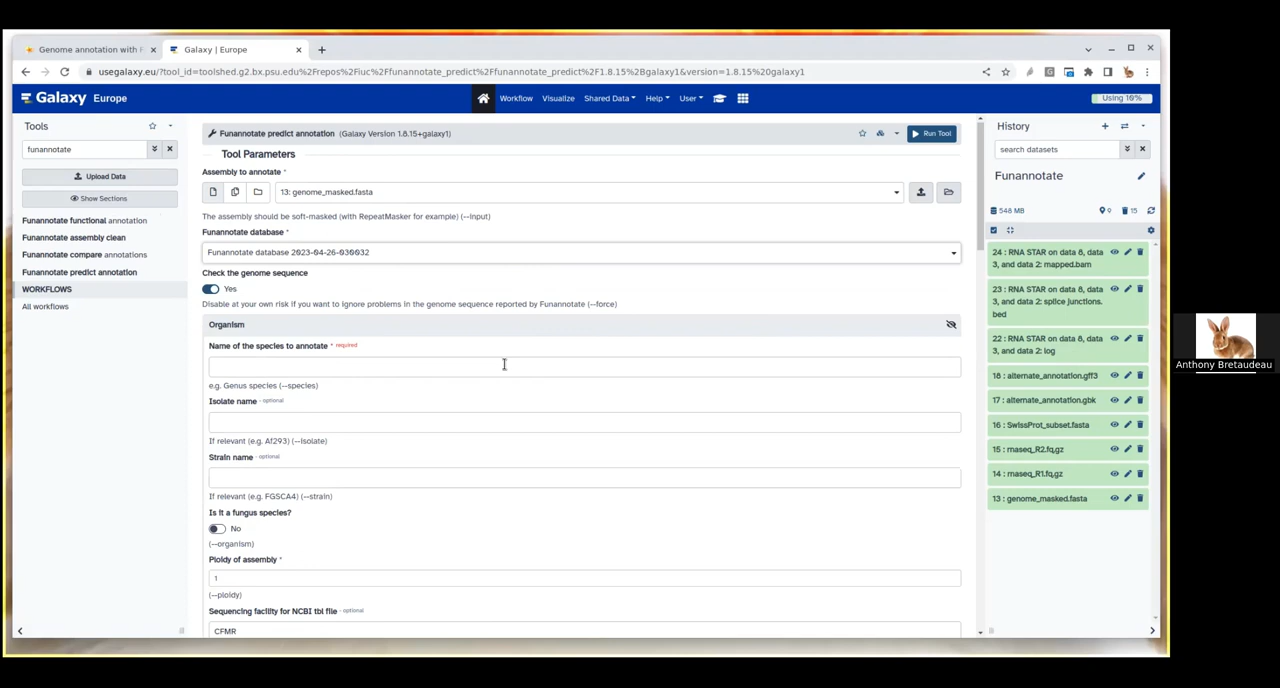 Genome annotation with F
Galaxy | Europe
usegalaxy.eu/?tool_id=toolshed.g2.bx.psu.edu%2Frepos%2Fiuc%2Ffunannotate_predict%2Ffunannotate_predict%2F1.8.15%2Bgalaxy1&version=1.8.15%20galaxy1
Galaxy Europe
Workflow
Visualize
Shared Data
Help
User
Using 10%
Tools
funannotate
Upload Data
Show Sections
Funannotate functional annotation
Funannotate assembly clean
Funannotate compare annotations
Funannotate predict annotation
WORKFLOWS
All workflows
Funannotate predict annotation (Galaxy Version 1.8.15+galaxy1)
Run Tool
Tool Parameters
Assembly to annotate *
13: genome_masked.fasta
The assembly should be soft-masked (with RepeatMasker for example) (--input)
Funannotate database *
Funannotate database 2023-04-26-030032
Check the genome sequence
Yes
Disable at your own risk if you want to ignore problems in the genome sequence reported by Funannotate (--force)
Organism
Name of the species to annotate * required
e.g. Genus species (--species)
Isolate name - optional
If relevant (e.g. Af293) (--isolate)
Strain name - optional
If relevant (e.g. FGSCA4) (--strain)
Is it a fungus species?
No
(--organism)
Ploidy of assembly *
1
(--ploidy)
Sequencing facility for NCBI tbl file - optional
CFMR
History
search datasets
Funannotate
548 MB
9
15
24 : RNA STAR on data 8, data
3, and data 2: mapped.bam
23 : RNA STAR on data 8, data
3, and data 2: splice junctions.
bed
22 : RNA STAR on data 8, data
3, and data 2: log
18 : alternate_annotation.gff3
17 : alternate_annotation.gbk
16 : SwissProt_subset.fasta
15 : rnaseq_R2.fq.gz
14 : rnaseq_R1.fq.gz
13 : genome_masked.fasta
Anthony Bretaudeau